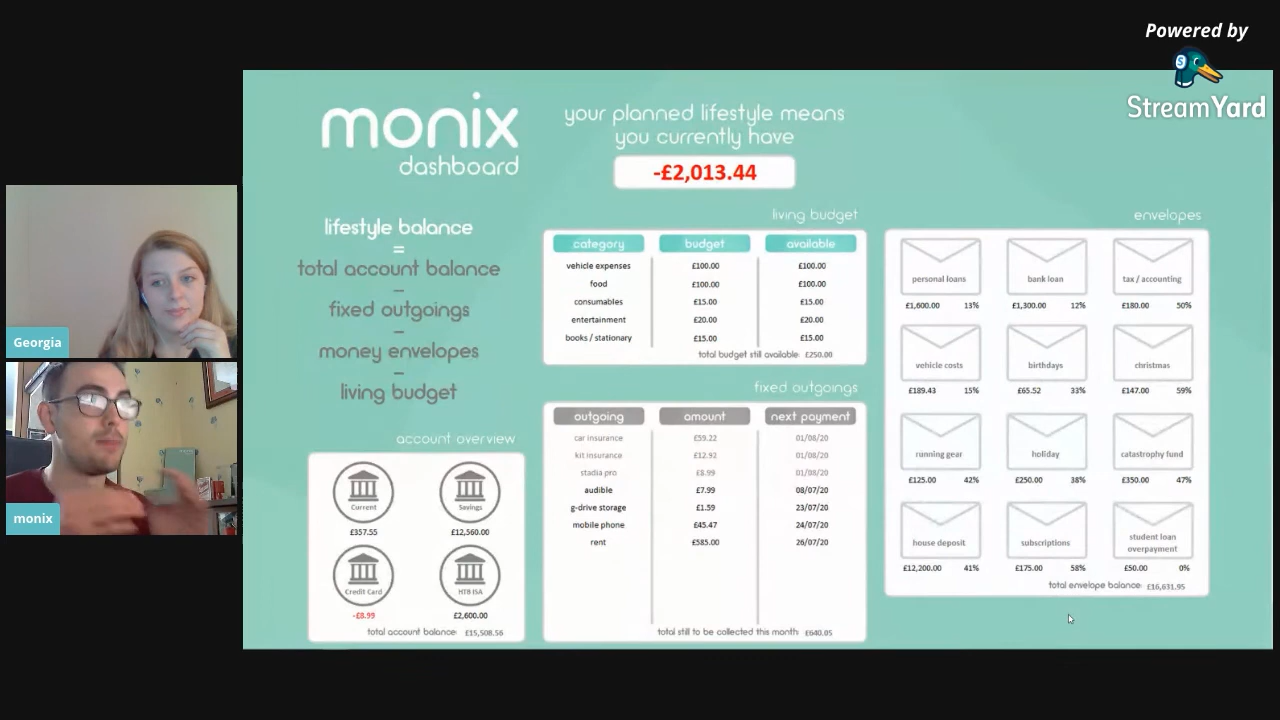 Powered by
StreamYard
Georgia
monix
monix
dashboard
your planned lifestyle means
you currently have
-£2,013.44
lifestyle balance
=
total account balance
–
fixed outgoings
–
money envelopes
–
living budget
account overview
Current
£357.55
Savings
£12,560.00
Credit Card
-£8.99
HTB ISA
£2,600.00
total account balance: £15,508.56
living budget
category budget available
vehicle expenses £100.00 £100.00
food £100.00 £100.00
consumables £15.00 £15.00
entertainment £20.00 £20.00
books / stationary £15.00 £15.00
total budget still available: £250.00
fixed outgoings
outgoing amount next payment
car insurance £59.22 01/08/20
kit insurance £12.92 01/08/20
stadia pro £8.99 01/08/20
audible £7.99 08/07/20
g-drive storage £1.59 23/07/20
mobile phone £45.47 24/07/20
rent £585.00 26/07/20
total still to be collected this month: £640.05
envelopes
personal loans bank loan tax / accounting
£1,600.00 13% £1,300.00 12% £180.00 50%
vehicle costs birthdays christmas
£189.43 15% £65.52 33% £147.00 59%
running gear holiday catastrophy fund
£125.00 42% £250.00 38% £350.00 47%
house deposit subscriptions student loan overpayment
£12,200.00 41% £175.00 58% £50.00 0%
total envelope balance: £16,631.95